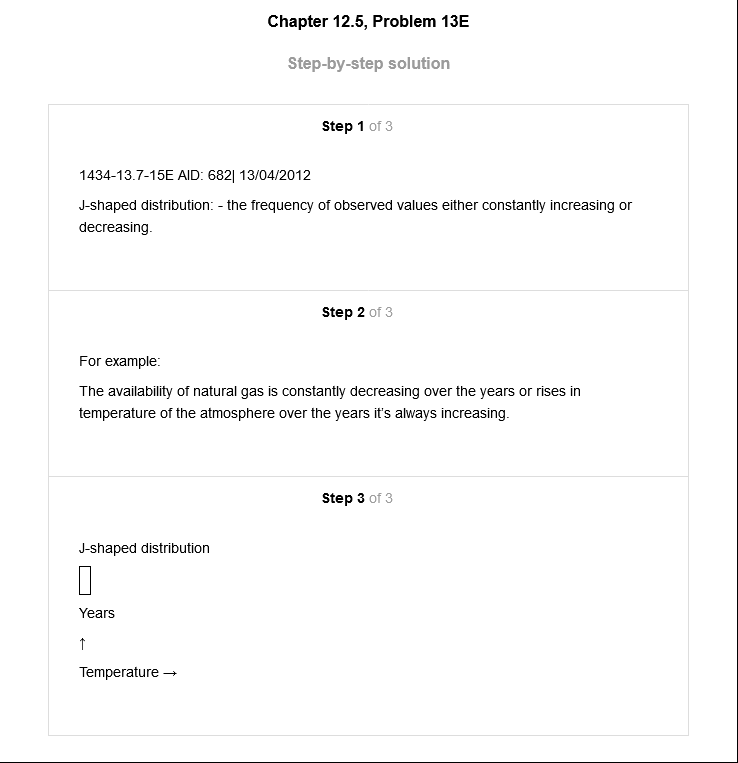 Chapter 12.5, Problem 13E
Step-by-step solution
Step 1 of 3
1434-13.7-15E AID: 682| 13/04/2012
J-shaped distribution: - the frequency of observed values either constantly increasing or
decreasing.
Step 2 of 3
For example:
The availability of natural gas is constantly decreasing over the years or rises in
temperature of the atmosphere over the years it’s always increasing.
Step 3 of 3
J-shaped distribution
Years
↑
Temperature →